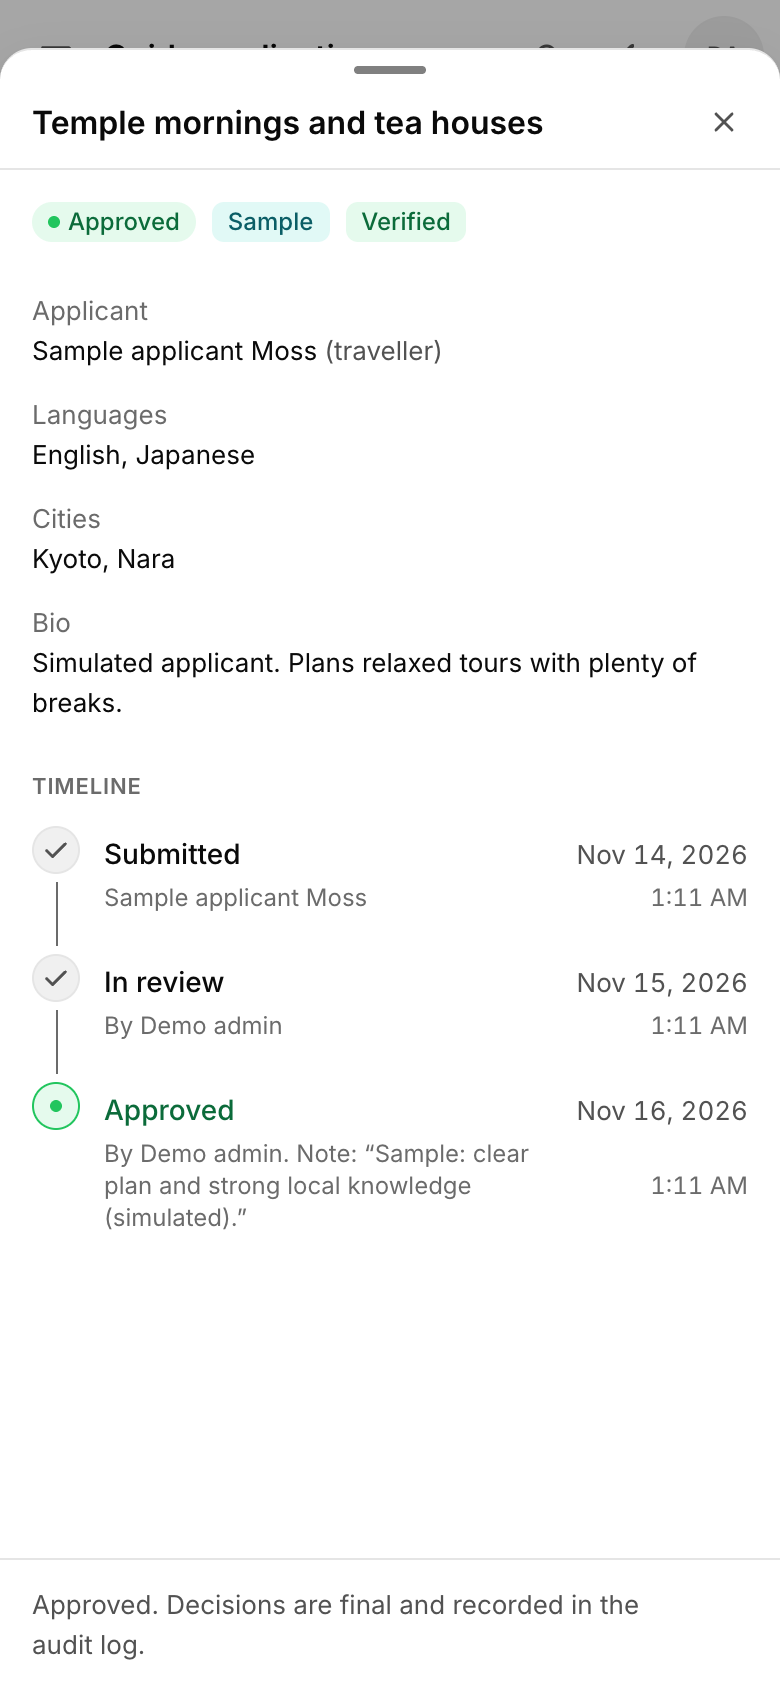 Temple mornings and tea houses
Approved
Sample
Verified
Applicant
Sample applicant Moss (traveller)
Languages
English, Japanese
Cities
Kyoto, Nara
Bio
Simulated applicant. Plans relaxed tours with plenty of
breaks.
TIMELINE
Submitted
Nov 14, 2026
Sample applicant Moss
1:11 AM
In review
Nov 15, 2026
By Demo admin
1:11 AM
Approved
Nov 16, 2026
By Demo admin. Note: “Sample: clear
plan and strong local knowledge
(simulated).”
1:11 AM
Approved. Decisions are final and recorded in the
audit log.